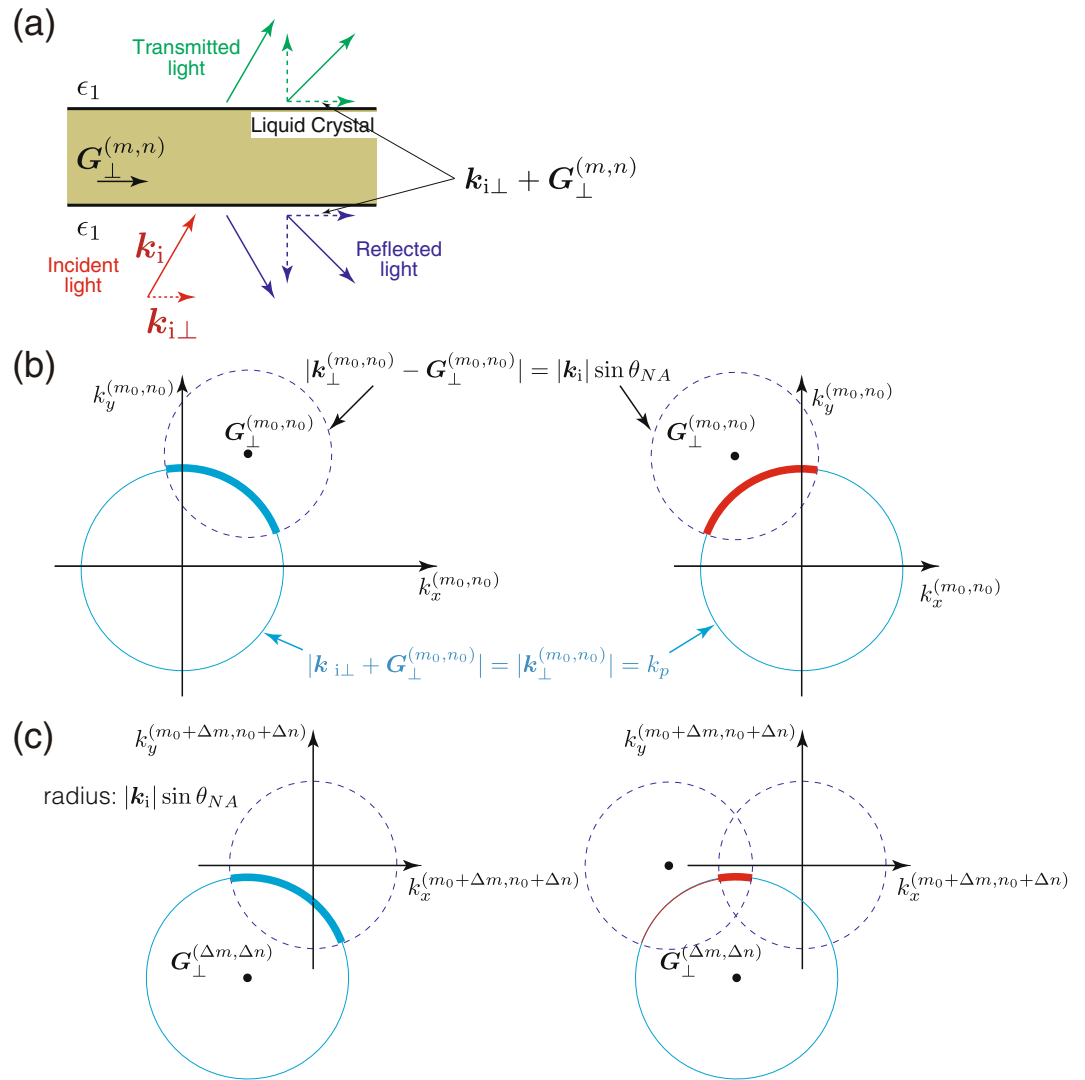 (a)
Transmitted
light
ϵ₁
Liquid Crystal
G⊥^(m,n)
k_i⊥ + G⊥^(m,n)
ϵ₁
k_i
Incident
light
Reflected
light
k_i⊥
(b)
|k⊥^(m₀,n₀) − G⊥^(m₀,n₀)| = |k_i| sin θ_NA
k_y^(m₀,n₀)
k_y^(m₀,n₀)
G⊥^(m₀,n₀)
G⊥^(m₀,n₀)
k_x^(m₀,n₀)
k_x^(m₀,n₀)
|k_i⊥ + G⊥^(m₀,n₀)| = |k⊥^(m₀,n₀)| = k_p
(c)
k_y^(m₀+Δm,n₀+Δn)
k_y^(m₀+Δm,n₀+Δn)
radius: |k_i| sin θ_NA
k_x^(m₀+Δm,n₀+Δn)
k_x^(m₀+Δm,n₀+Δn)
G⊥^(Δm,Δn)
G⊥^(Δm,Δn)